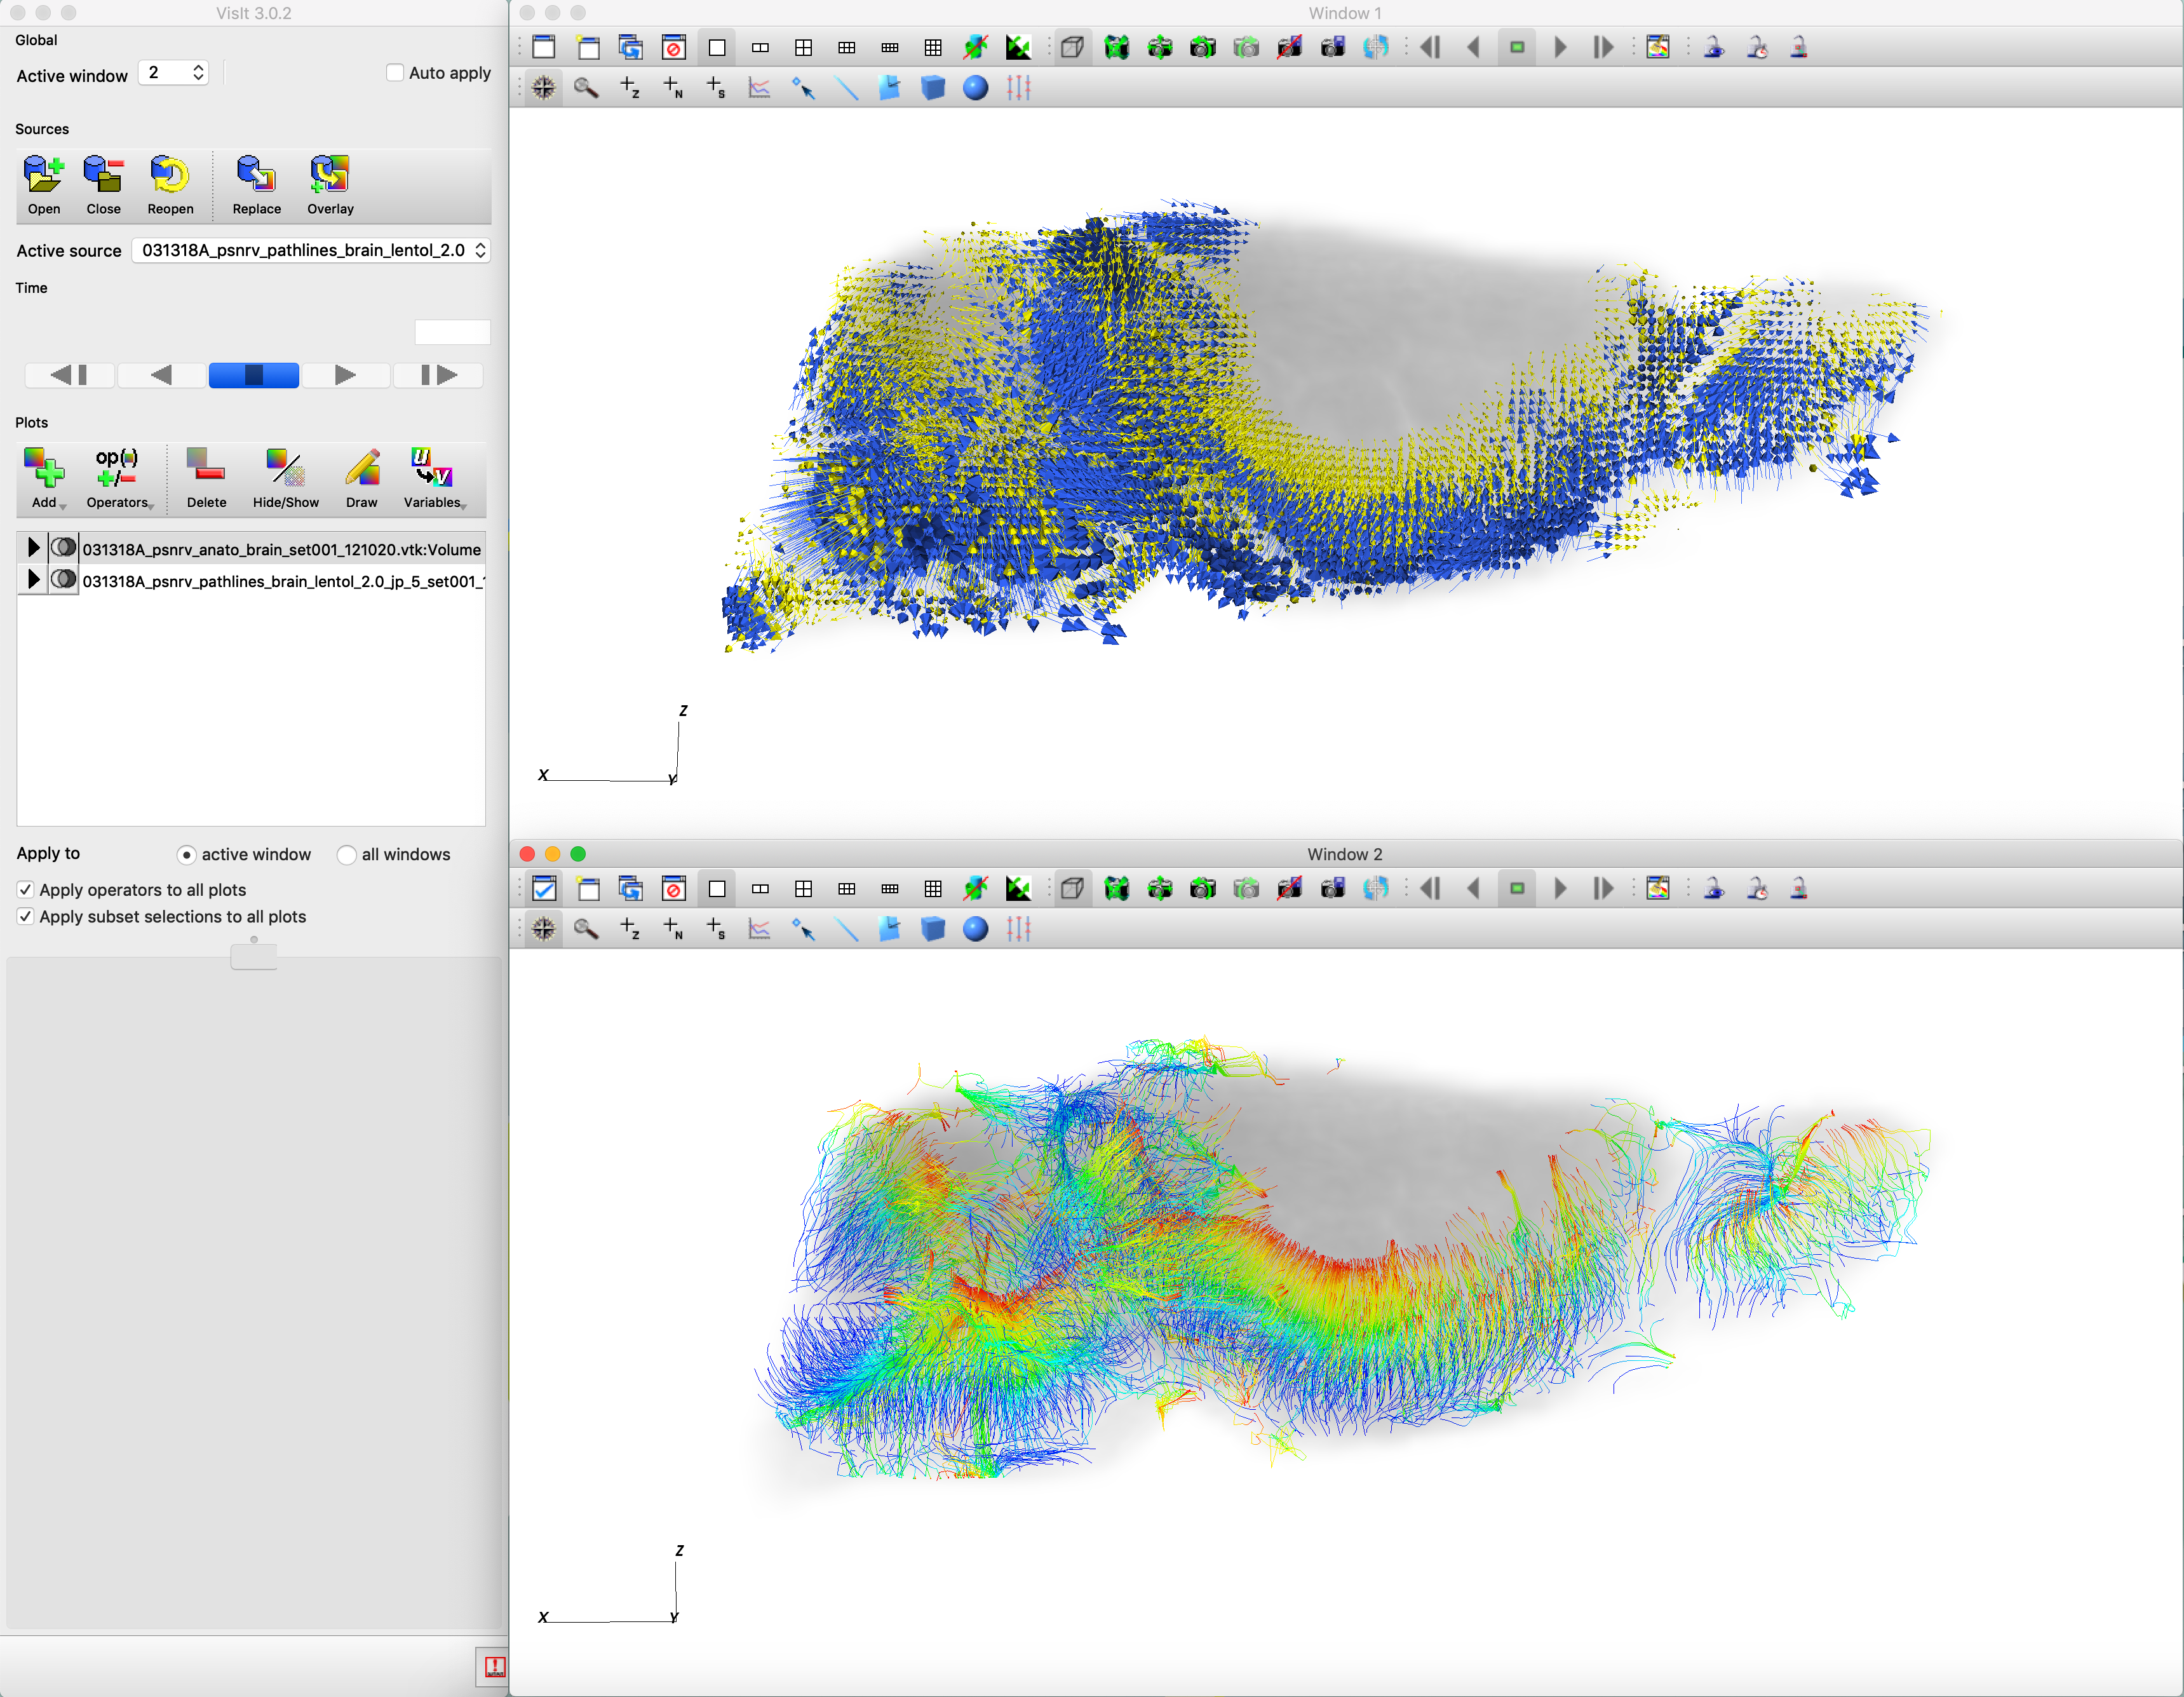 VisIt 3.0.2
Global
Active window 2 Auto apply
Sources
Open Close Reopen Replace Overlay
Active source 031318A_psnrv_pathlines_brain_lentol_2.0
Time
Plots
Add Operators Delete Hide/Show Draw Variables
op( )
+/-
u
v
031318A_psnrv_anato_brain_set001_121020.vtk:Volume
031318A_psnrv_pathlines_brain_lentol_2.0_jp_5_set001_
Apply to active window all windows
Apply operators to all plots
Apply subset selections to all plots
Window 1
Z N S
Z
X Y
Window 2
Z N S
Z
X Y